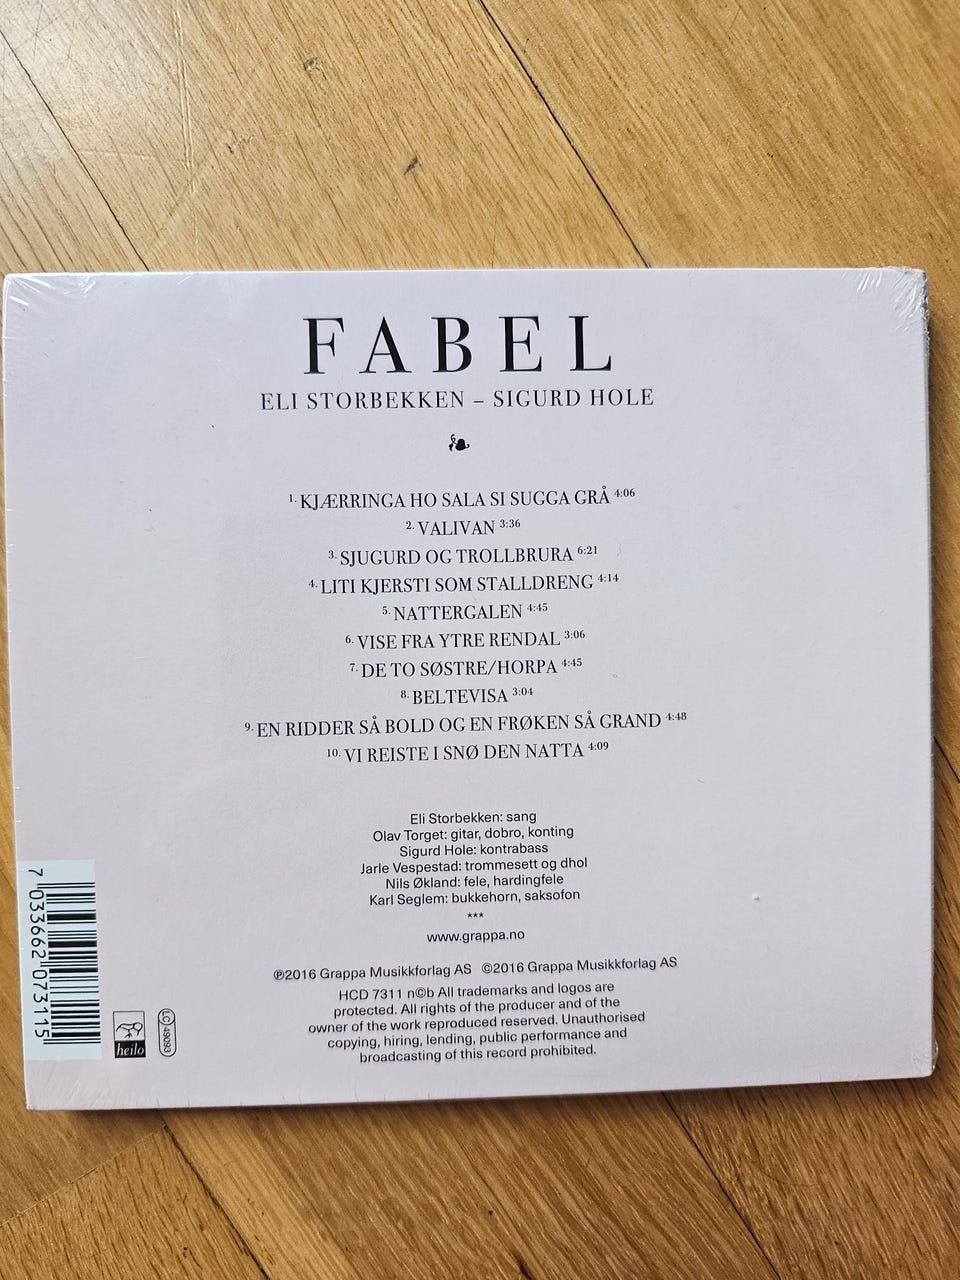 FABEL
ELI STORBEKKEN – SIGURD HOLE
1. KJÆRRINGA HO SALA SI SUGGA GRÅ 4:06
2. VALIVAN 3:36
3. SJUGURD OG TROLLBRURA 6:21
4. LITI KJERSTI SOM STALLDRENG 4:14
5. NATTERGALEN 4:45
6. VISE FRA YTRE RENDAL 3:06
7. DE TO SØSTRE/HORPA 4:45
8. BELTEVISA 3:04
9. EN RIDDER SÅ BOLD OG EN FRØKEN SÅ GRAND 4:48
10. VI REISTE I SNØ DEN NATTA 4:09
Eli Storbekken: sang
Olav Torget: gitar, dobro, konting
Sigurd Hole: kontrabass
Jarle Vespestad: trommesett og dhol
Nils Økland: fele, hardingfele
Karl Seglem: bukkehorn, saksofon
***
www.grappa.no
℗2016 Grappa Musikkforlag AS ©2016 Grappa Musikkforlag AS
HCD 7311 n©b All trademarks and logos are
protected. All rights of the producer and of the
owner of the work reproduced reserved. Unauthorised
copying, hiring, lending, public performance and
broadcasting of this record prohibited.
7 033662 073115
heilo
LC 49093